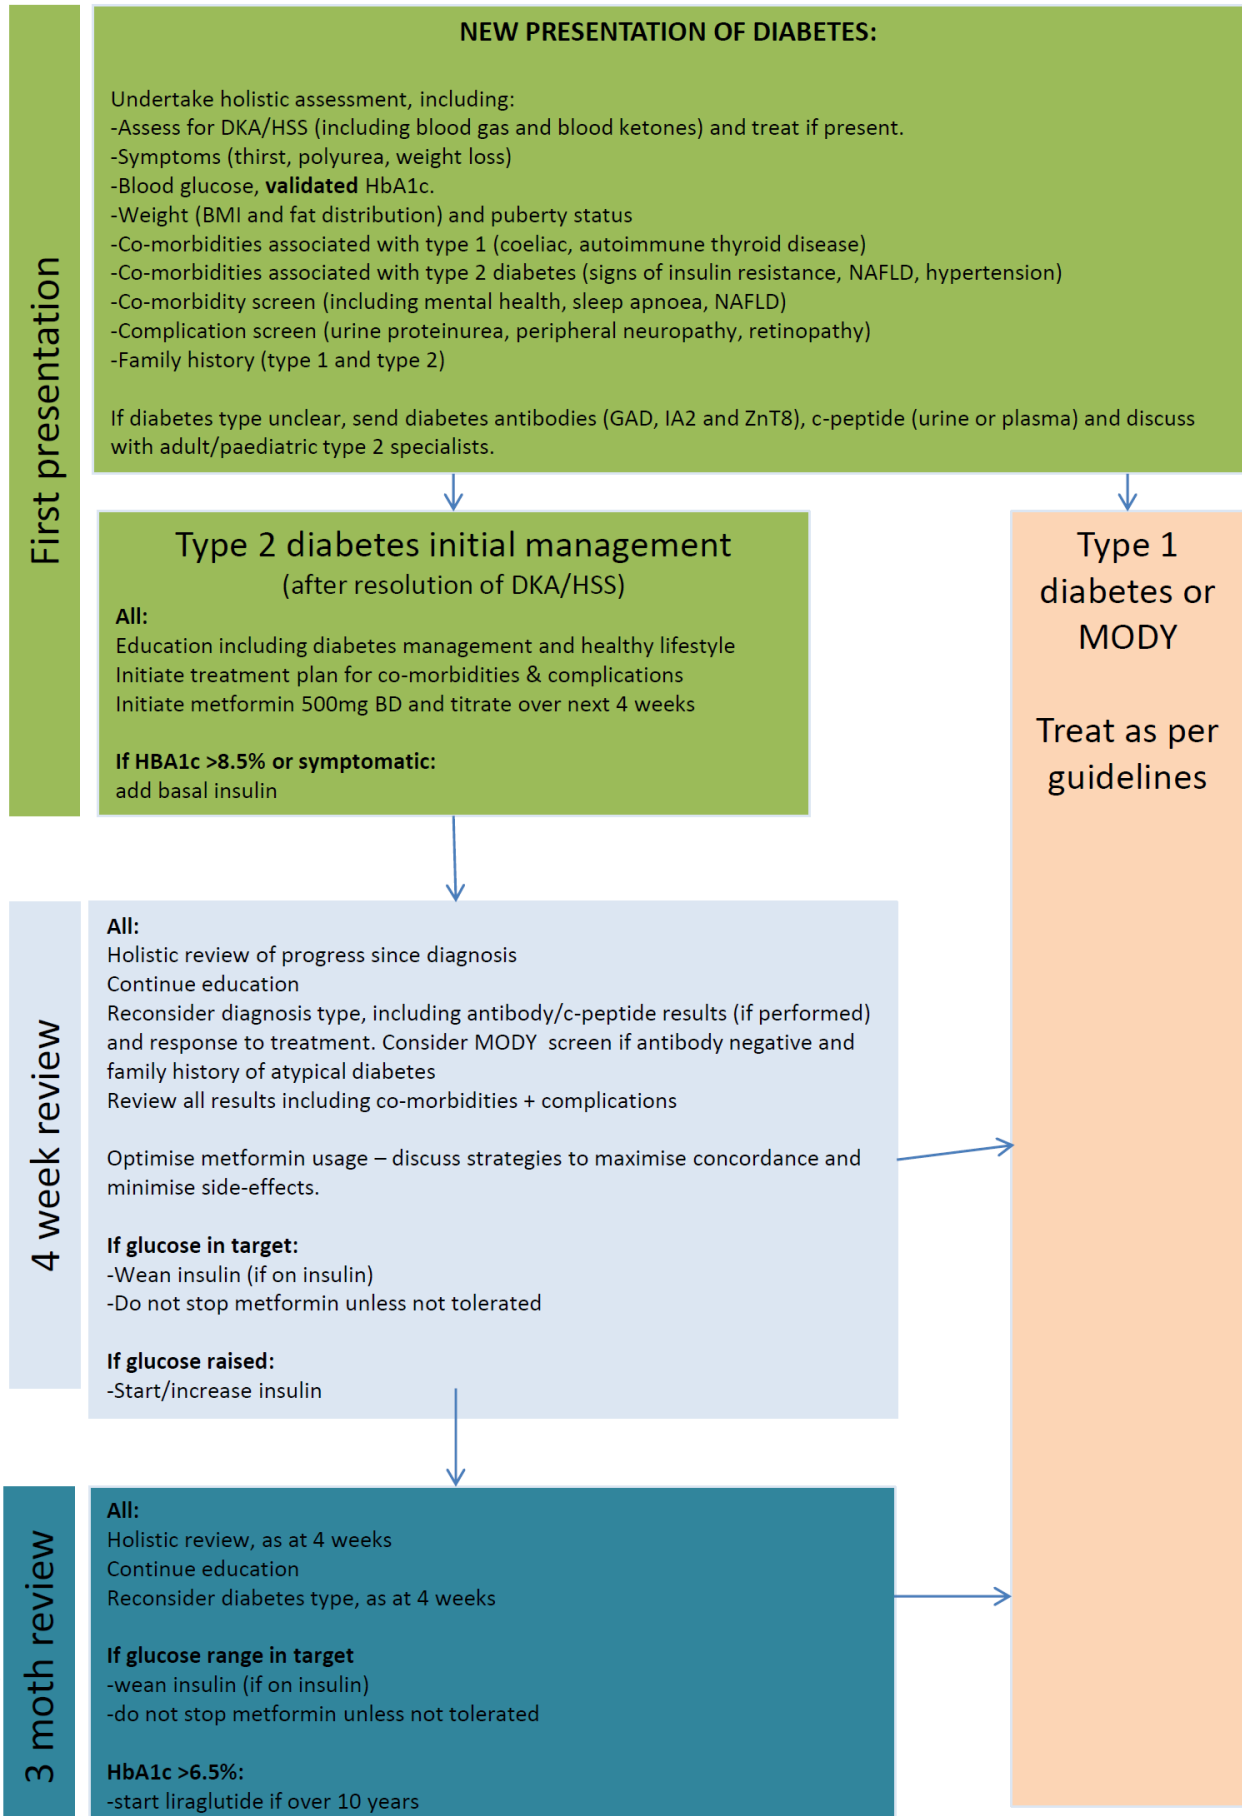 First presentation
NEW PRESENTATION OF DIABETES:
Undertake holistic assessment, including:
-Assess for DKA/HSS (including blood gas and blood ketones) and treat if present.
-Symptoms (thirst, polyurea, weight loss)
-Blood glucose, validated HbA1c.
-Weight (BMI and fat distribution) and puberty status
-Co-morbidities associated with type 1 (coeliac, autoimmune thyroid disease)
-Co-morbidities associated with type 2 diabetes (signs of insulin resistance, NAFLD, hypertension)
-Co-morbidity screen (including mental health, sleep apnoea, NAFLD)
-Complication screen (urine proteinurea, peripheral neuropathy, retinopathy)
-Family history (type 1 and type 2)
If diabetes type unclear, send diabetes antibodies (GAD, IA2 and ZnT8), c-peptide (urine or plasma) and discuss
with adult/paediatric type 2 specialists.
Type 2 diabetes initial management
(after resolution of DKA/HSS)
All:
Education including diabetes management and healthy lifestyle
Initiate treatment plan for co-morbidities & complications
Initiate metformin 500mg BD and titrate over next 4 weeks
If HBA1c >8.5% or symptomatic:
add basal insulin
Type 1
diabetes or
MODY
Treat as per
guidelines
4 week review
All:
Holistic review of progress since diagnosis
Continue education
Reconsider diagnosis type, including antibody/c-peptide results (if performed)
and response to treatment. Consider MODY screen if antibody negative and
family history of atypical diabetes
Review all results including co-morbidities + complications
Optimise metformin usage – discuss strategies to maximise concordance and
minimise side-effects.
If glucose in target:
-Wean insulin (if on insulin)
-Do not stop metformin unless not tolerated
If glucose raised:
-Start/increase insulin
3 moth review
All:
Holistic review, as at 4 weeks
Continue education
Reconsider diabetes type, as at 4 weeks
If glucose range in target
-wean insulin (if on insulin)
-do not stop metformin unless not tolerated
HbA1c >6.5%:
-start liraglutide if over 10 years